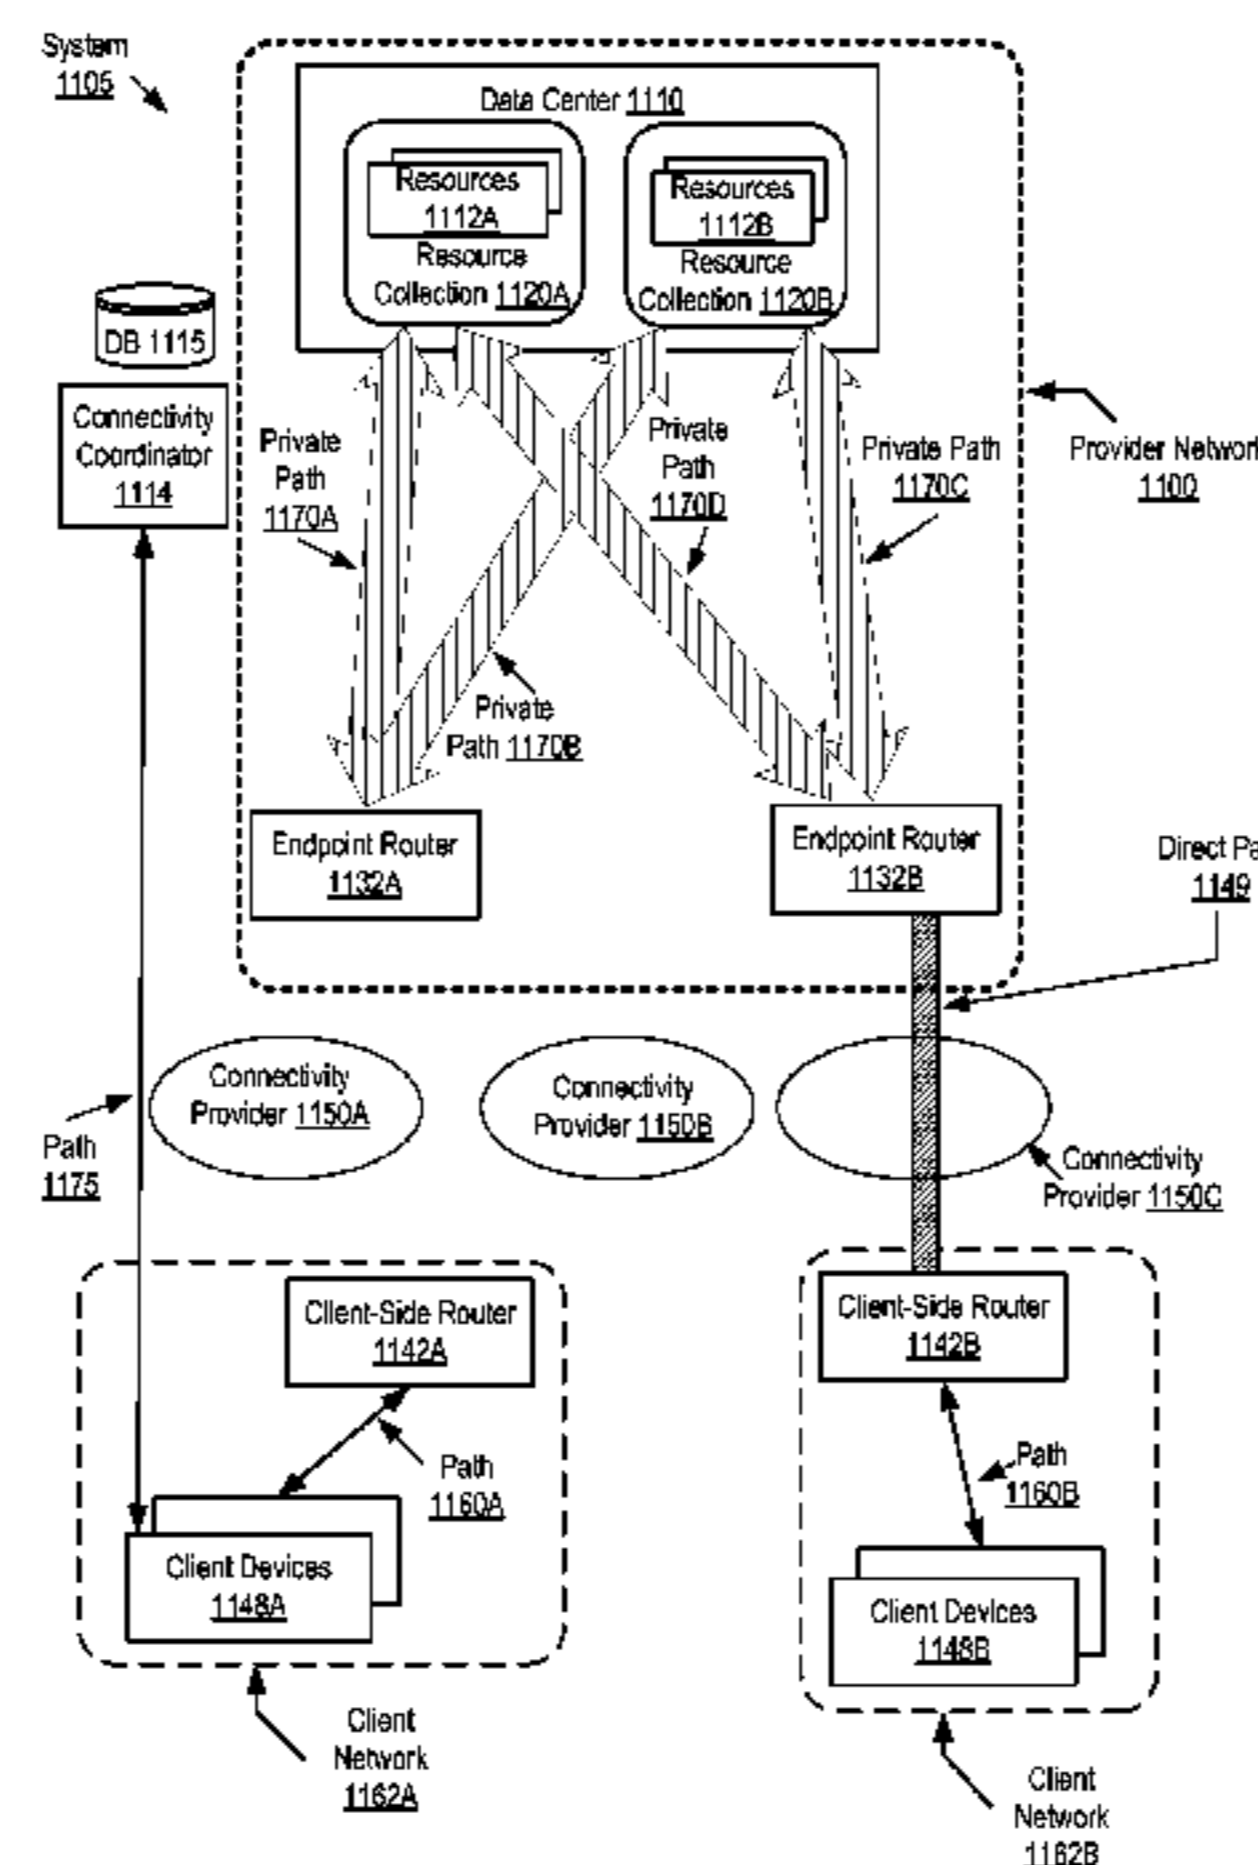 System
1105
Data Center 1110
Resources
1112A
Resource
Collection 1120A
Resources
1112B
Resource
Collection 1120B
DB 1115
Connectivity
Coordinator
1114
Private
Path
1170A
Private
Path
1170D
Private Path
1170C
Provider Network
1100
Private
Path 1170B
Endpoint Router
1132A
Endpoint Router
1132B
Direct Pa
1149
Connectivity
Provider 1150A
Connectivity
Provider 1150B
Connectivity
Provider 1150C
Path
1175
Client-Side Router
1142A
Client-Side Router
1142B
Path
1160A
Path
1160B
Client Devices
1148A
Client Devices
1148B
Client
Network
1162A
Client
Network
1162B